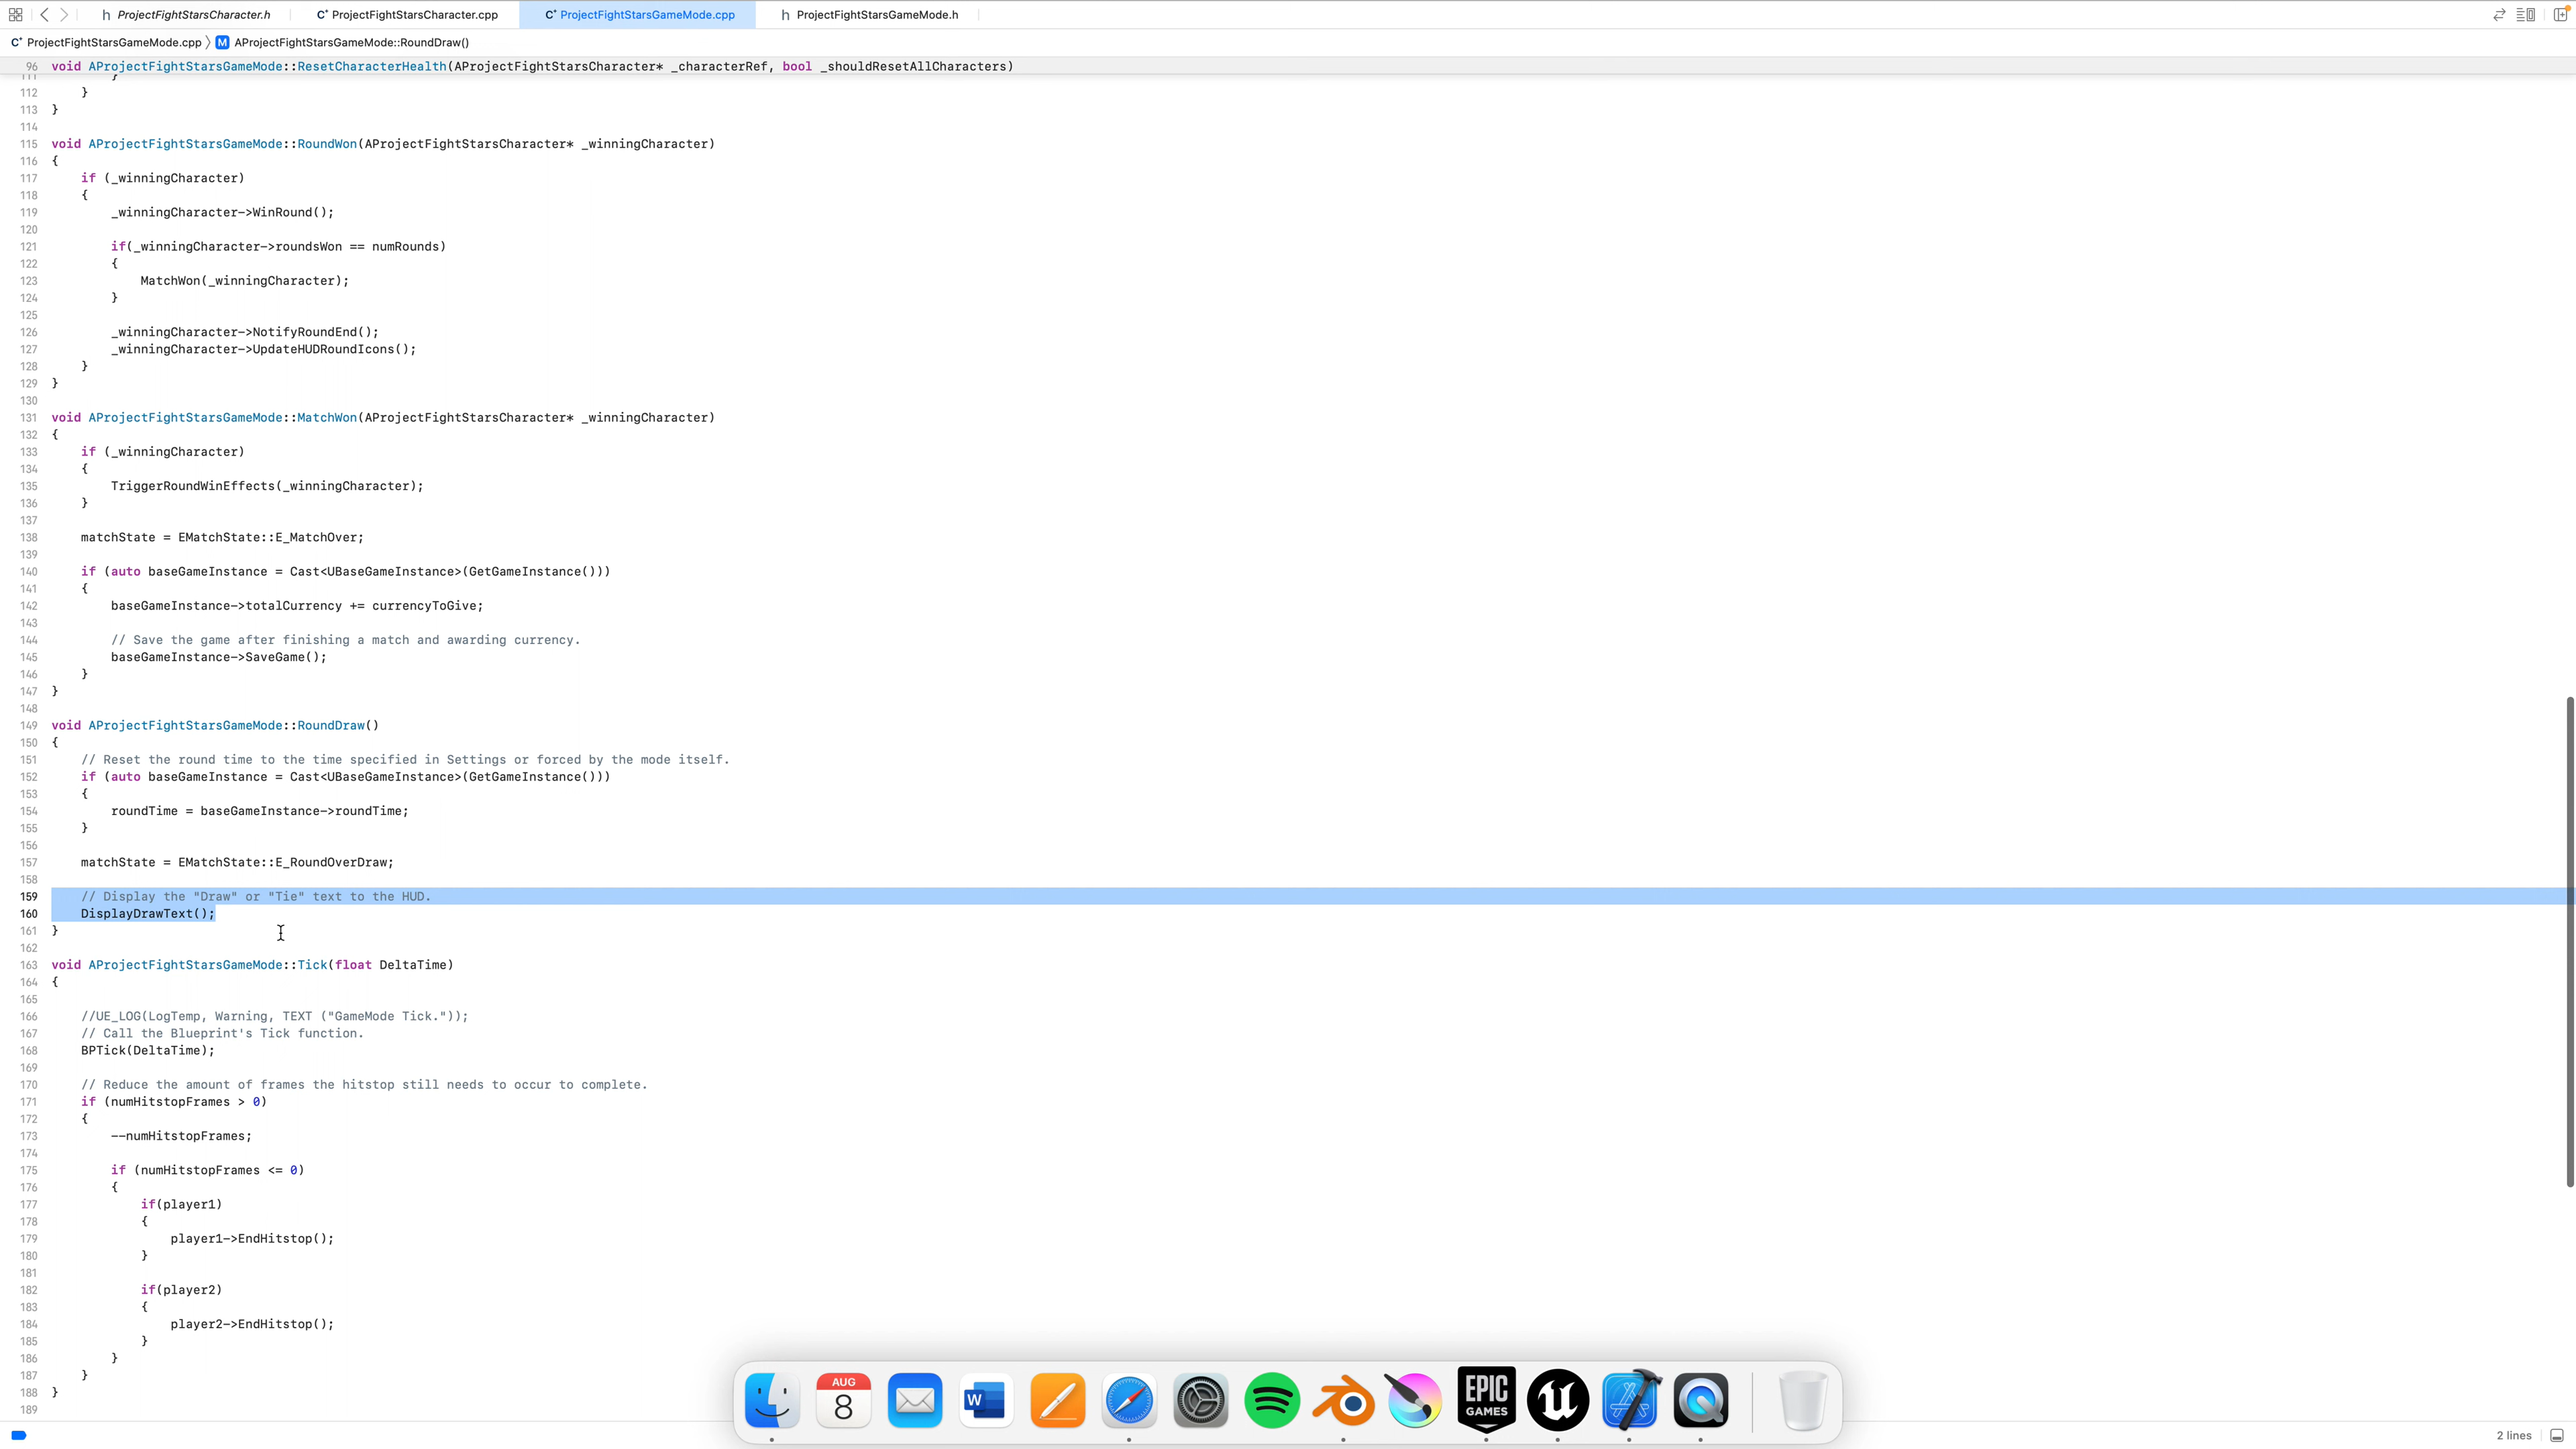 ProjectFightStarsCharacter.h
ProjectFightStarsCharacter.cpp
ProjectFightStarsGameMode.cpp
ProjectFightStarsGameMode.h
ProjectFightStarsGameMode.cpp 〉 M AProjectFightStarsGameMode::RoundDraw()
96 void AProjectFightStarsGameMode::ResetCharacterHealth(AProjectFightStarsCharacter* _characterRef, bool _shouldResetAllCharacters)
111 }
112 }
113 }
114
115 void AProjectFightStarsGameMode::RoundWon(AProjectFightStarsCharacter* _winningCharacter)
116 {
117 if (_winningCharacter)
118 {
119 _winningCharacter->WinRound();
120
121 if(_winningCharacter->roundsWon == numRounds)
122 {
123 MatchWon(_winningCharacter);
124 }
125
126 _winningCharacter->NotifyRoundEnd();
127 _winningCharacter->UpdateHUDRoundIcons();
128 }
129 }
130
131 void AProjectFightStarsGameMode::MatchWon(AProjectFightStarsCharacter* _winningCharacter)
132 {
133 if (_winningCharacter)
134 {
135 TriggerRoundWinEffects(_winningCharacter);
136 }
137
138 matchState = EMatchState::E_MatchOver;
139
140 if (auto baseGameInstance = Cast<UBaseGameInstance>(GetGameInstance()))
141 {
142 baseGameInstance->totalCurrency += currencyToGive;
143
144 // Save the game after finishing a match and awarding currency.
145 baseGameInstance->SaveGame();
146 }
147 }
148
149 void AProjectFightStarsGameMode::RoundDraw()
150 {
151 // Reset the round time to the time specified in Settings or forced by the mode itself.
152 if (auto baseGameInstance = Cast<UBaseGameInstance>(GetGameInstance()))
153 {
154 roundTime = baseGameInstance->roundTime;
155 }
156
157 matchState = EMatchState::E_RoundOverDraw;
158
159 // Display the "Draw" or "Tie" text to the HUD.
160 DisplayDrawText();
161 }
162
163 void AProjectFightStarsGameMode::Tick(float DeltaTime)
164 {
165
166 //UE_LOG(LogTemp, Warning, TEXT ("GameMode Tick."));
167 // Call the Blueprint's Tick function.
168 BPTick(DeltaTime);
169
170 // Reduce the amount of frames the hitstop still needs to occur to complete.
171 if (numHitstopFrames > 0)
172 {
173 --numHitstopFrames;
174
175 if (numHitstopFrames <= 0)
176 {
177 if(player1)
178 {
179 player1->EndHitstop();
180 }
181
182 if(player2)
183 {
184 player2->EndHitstop();
185 }
186 }
187 }
188 }
189
AUG
8
W
EPIC
GAMES
2 lines